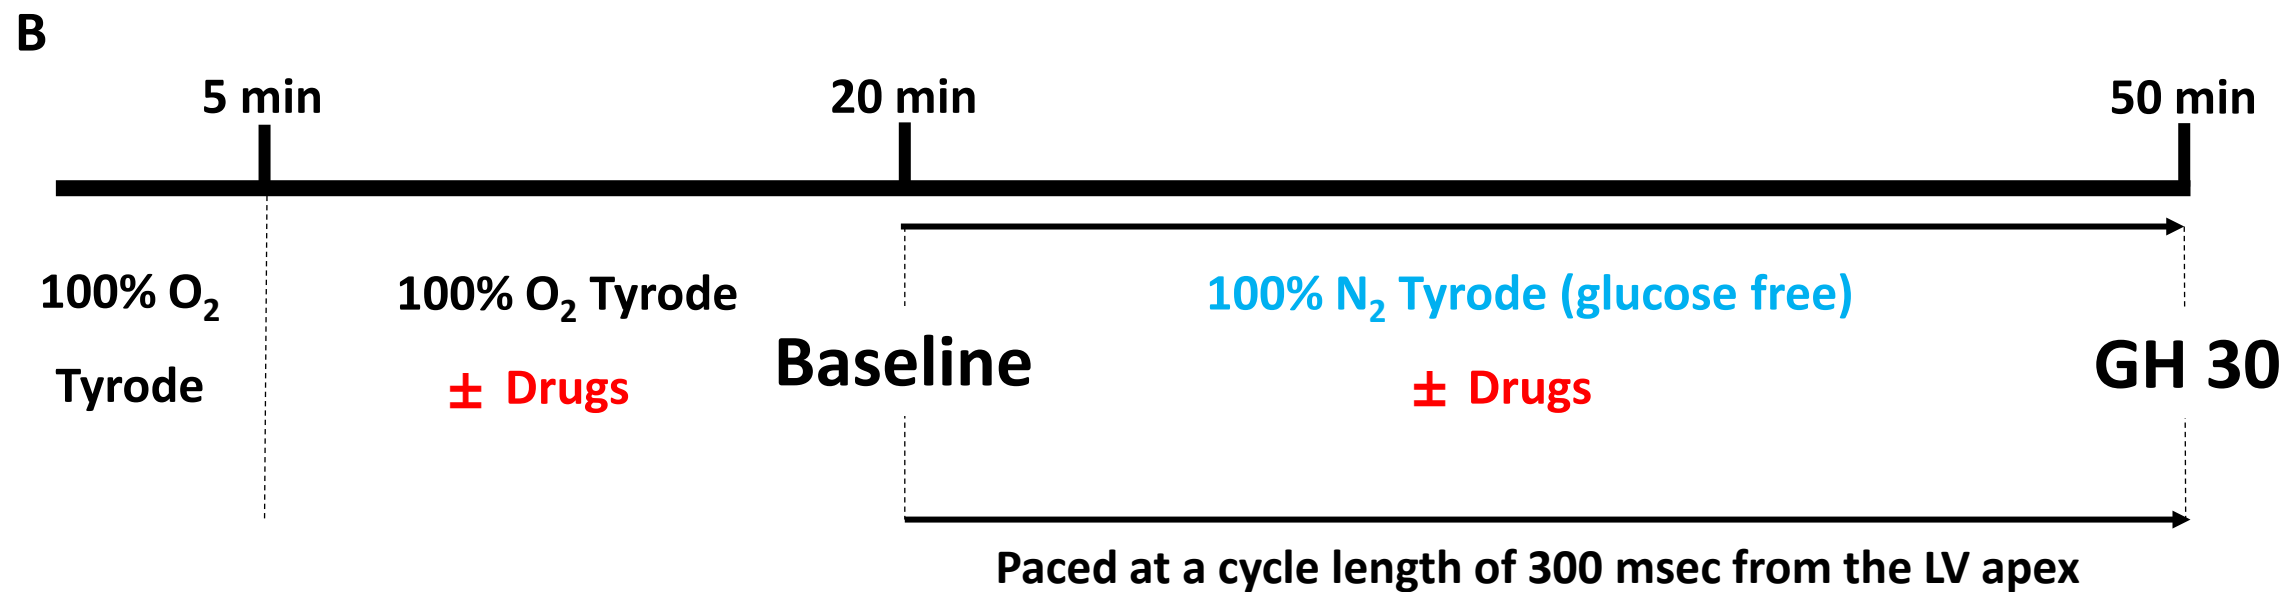 B
5 min
20 min
50 min
100% O₂
Tyrode
100% O₂ Tyrode
± Drugs
Baseline
100% N₂ Tyrode (glucose free)
± Drugs
GH 30
Paced at a cycle length of 300 msec from the LV apex